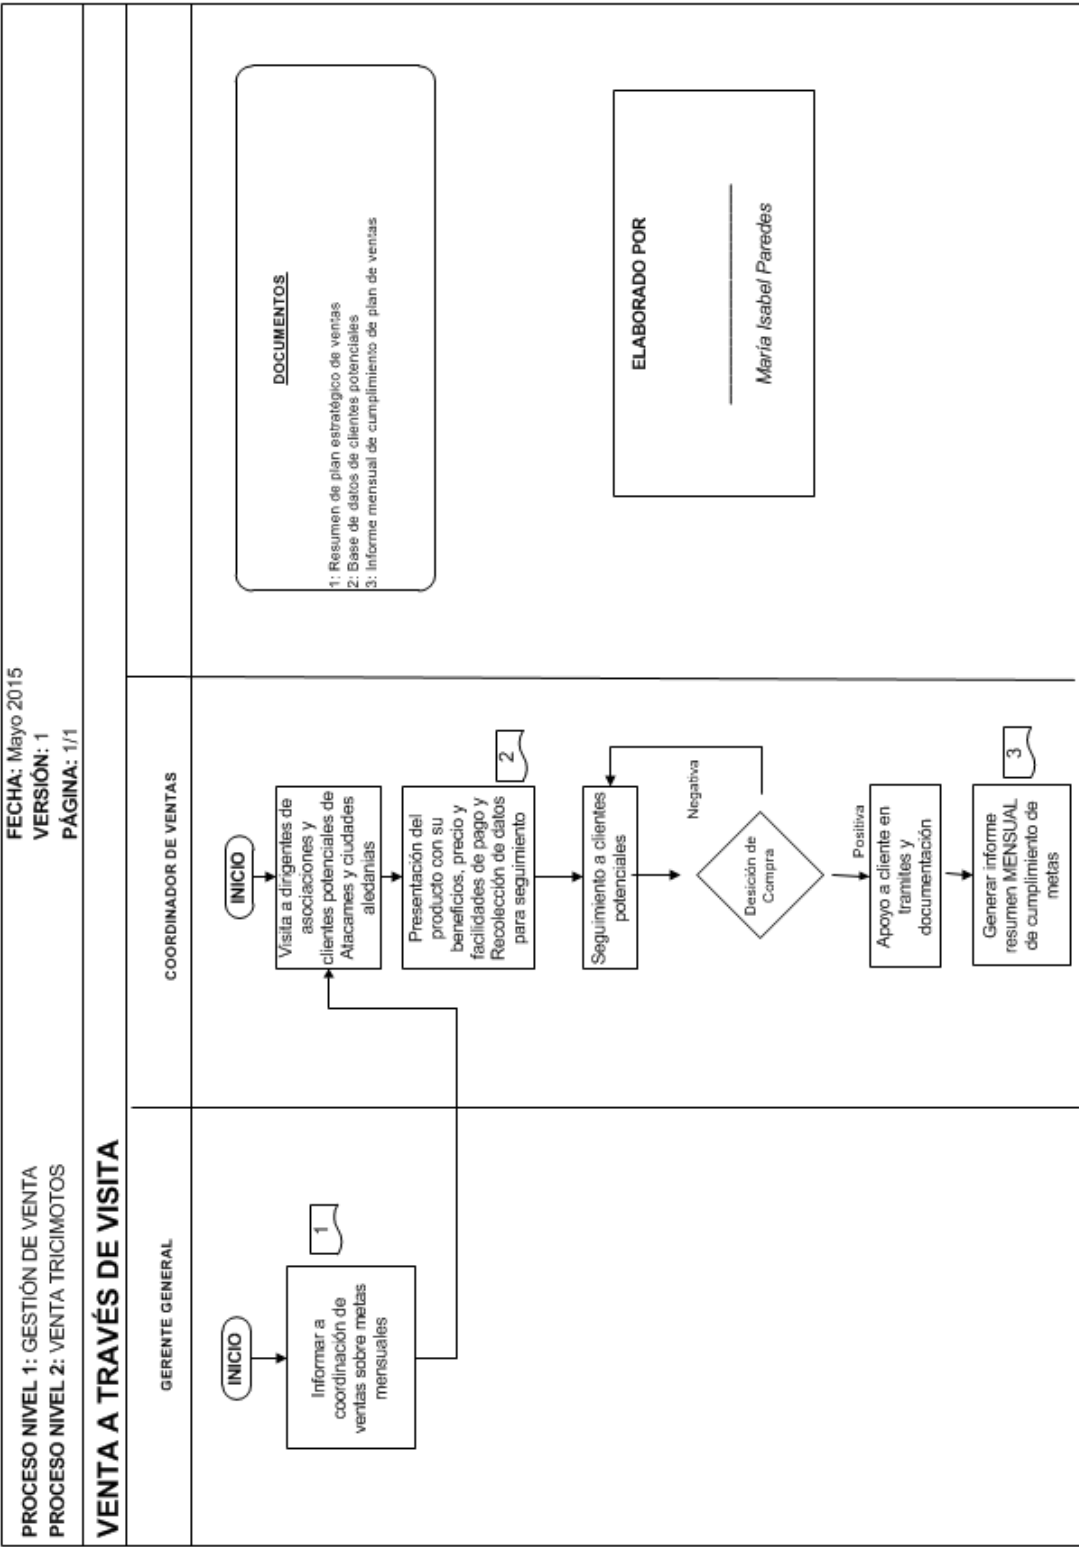 PROCESO NIVEL 1: GESTIÓN DE VENTA
PROCESO NIVEL 2: VENTA TRICIMOTOS
FECHA: Mayo 2015
VERSIÓN: 1
PÁGINA: 1/1
VENTA A TRAVÉS DE VISITA
GERENTE GENERAL
COORDINADOR DE VENTAS
INICIO
Informar a
coordinación de
ventas sobre metas
mensuales
1
INICIO
Visita a dirigentes de
asociaciones y
clientes potenciales de
Atacames y ciudades
aledanías
Presentación del
producto con su
beneficios, precio y
facilidades de pago y
Recolección de datos
para seguimiento
2
Seguimiento a clientes
potenciales
Negativa
Desición de
Compra
Positiva
Apoyo a cliente en
tramites y
documentación
Generar informe
resumen MENSUAL
de cumplimiento de
metas
3
DOCUMENTOS
1: Resumen de plan estratégico de ventas
2: Base de datos de clientes potenciales
3: Informe mensual de cumplimiento de plan de ventas
ELABORADO POR
María Isabel Paredes